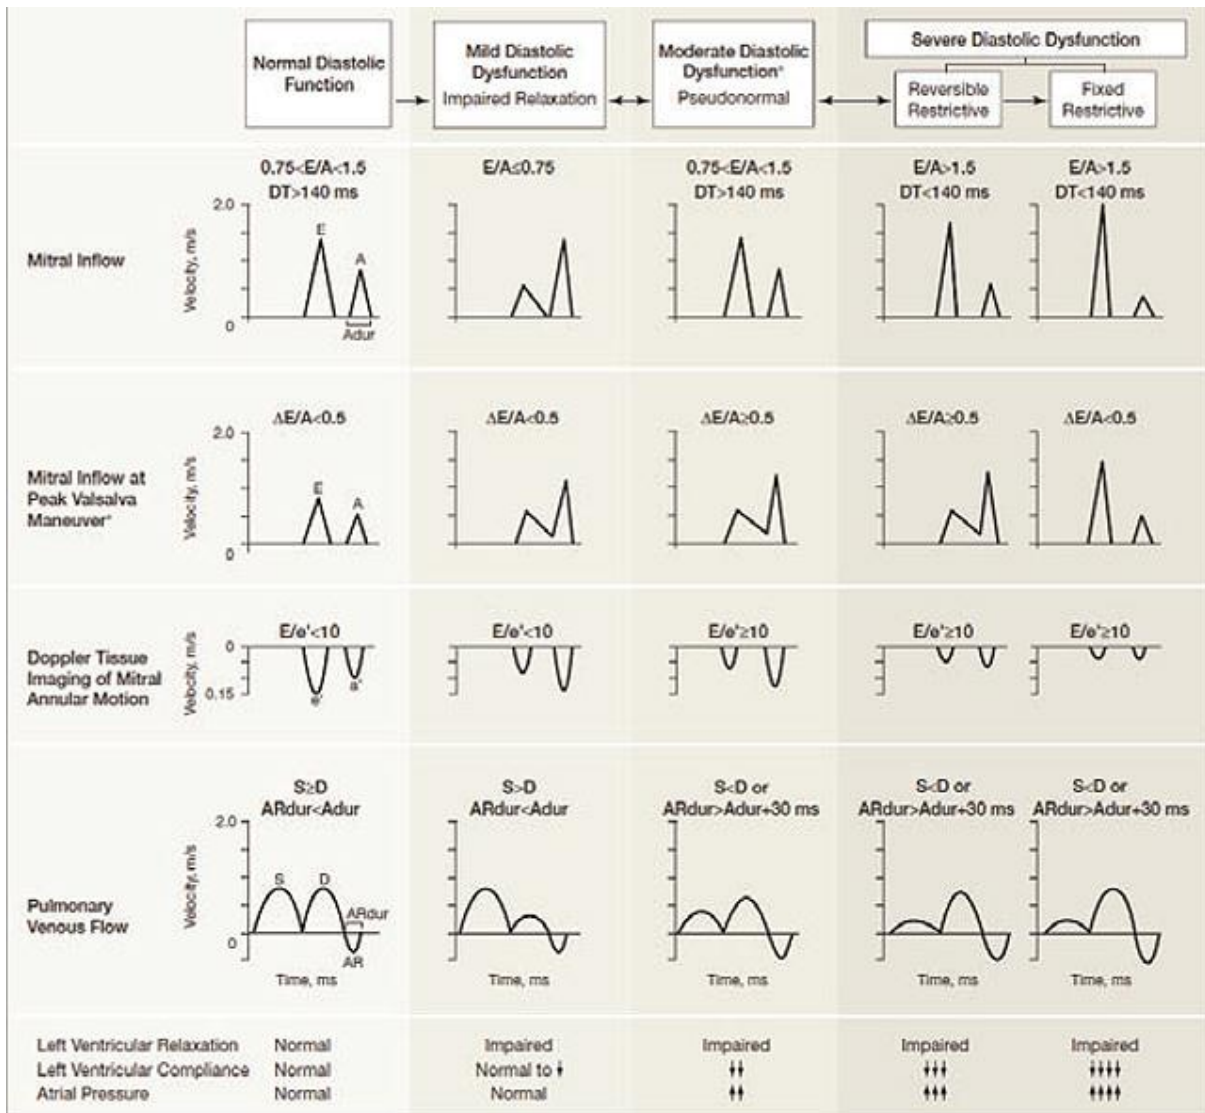 Normal Diastolic
Function
Mild Diastolic
Dysfunction
Impaired Relaxation
Moderate Diastolic
Dysfunction*
Pseudonormal
Severe Diastolic Dysfunction
Reversible
Restrictive
Fixed
Restrictive
Mitral Inflow
0.75<E/A<1.5
DT>140 ms
E/A≤0.75
0.75<E/A<1.5
DT>140 ms
E/A>1.5
DT<140 ms
E/A>1.5
DT<140 ms
Velocity, m/s
2.0
0
E
A
Adur
Mitral Inflow at
Peak Valsalva
Maneuver*
ΔE/A<0.5
ΔE/A<0.5
ΔE/A≥0.5
ΔE/A≥0.5
ΔE/A<0.5
Velocity, m/s
2.0
0
E
A
Doppler Tissue
Imaging of Mitral
Annular Motion
E/e'<10
E/e'<10
E/e'≥10
E/e'≥10
E/e'≥10
Velocity, m/s
0
0.15
e'
a'
Pulmonary
Venous Flow
S≥D
ARdur<Adur
S>D
ARdur<Adur
S<D or
ARdur>Adur+30 ms
S<D or
ARdur>Adur+30 ms
S<D or
ARdur>Adur+30 ms
Velocity, m/s
2.0
0
S
D
ARdur
AR
Time, ms
Time, ms
Time, ms
Time, ms
Time, ms
Left Ventricular Relaxation Normal Impaired Impaired Impaired Impaired
Left Ventricular Compliance Normal Normal to ↓ ↓↓ ↓↓↓ ↓↓↓↓
Atrial Pressure Normal Normal ↑↑ ↑↑↑ ↑↑↑↑